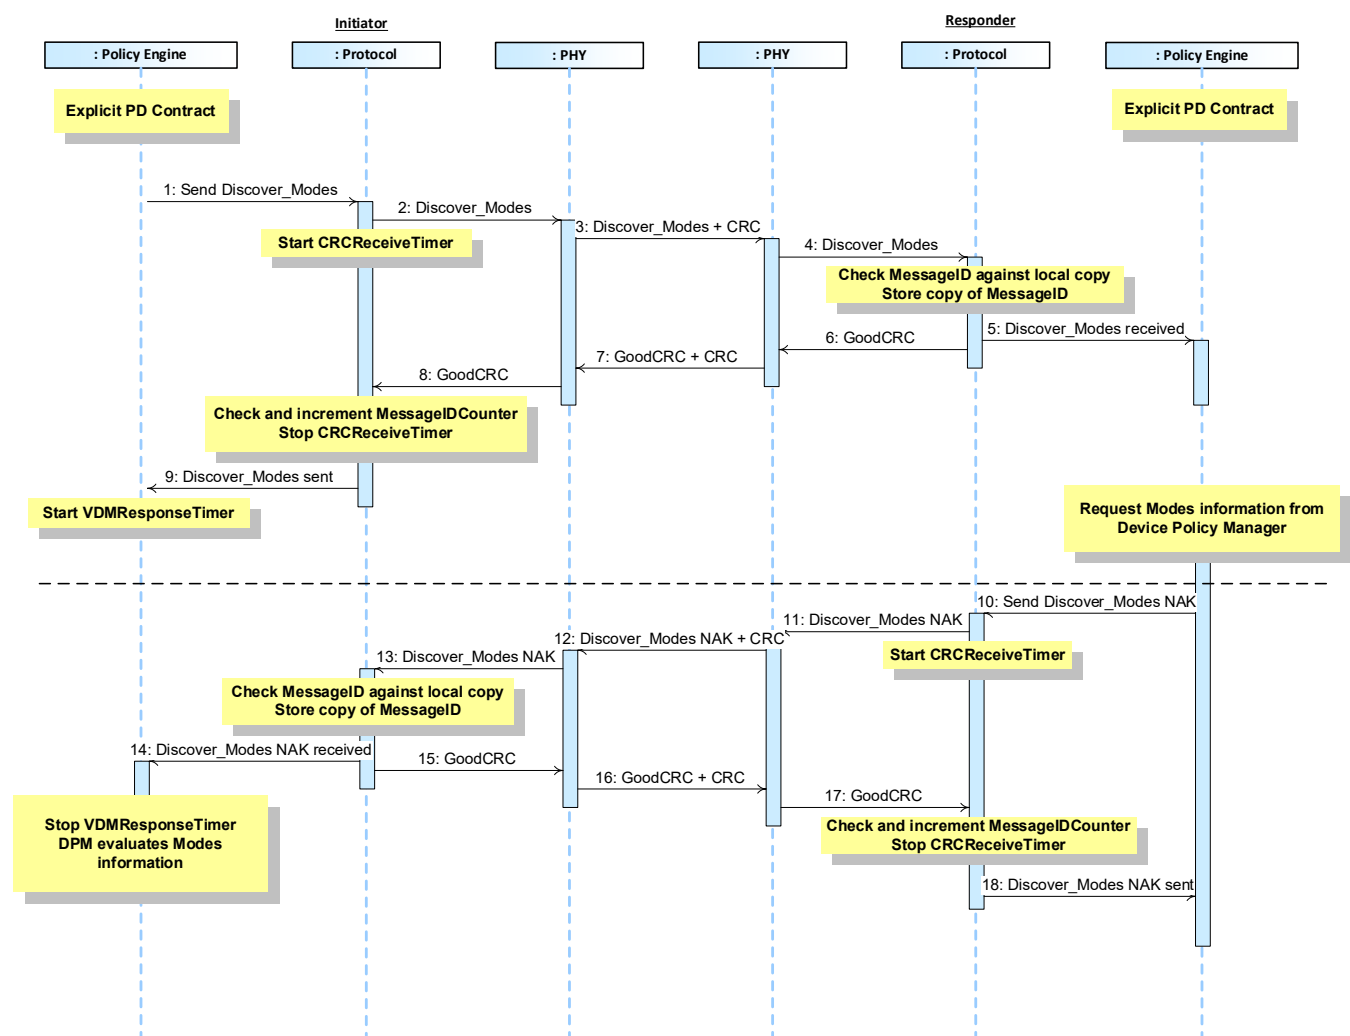 Initiator
Responder
: Policy Engine
: Protocol
: PHY
: PHY
: Protocol
: Policy Engine
Explicit PD Contract
Explicit PD Contract
1: Send Discover_Modes
2: Discover_Modes
3: Discover_Modes + CRC
Start CRCReceiveTimer
4: Discover_Modes
Check MessageID against local copy
Store copy of MessageID
5: Discover_Modes received
6: GoodCRC
7: GoodCRC + CRC
8: GoodCRC
Check and increment MessageIDCounter
Stop CRCReceiveTimer
9: Discover_Modes sent
Start VDMResponseTimer
Request Modes information from
Device Policy Manager
10: Send Discover_Modes NAK
11: Discover_Modes NAK
12: Discover_Modes NAK + CRC
Start CRCReceiveTimer
13: Discover_Modes NAK
Check MessageID against local copy
Store copy of MessageID
14: Discover_Modes NAK received
15: GoodCRC
16: GoodCRC + CRC
17: GoodCRC
Stop VDMResponseTimer
DPM evaluates Modes
information
Check and increment MessageIDCounter
Stop CRCReceiveTimer
18: Discover_Modes NAK sent